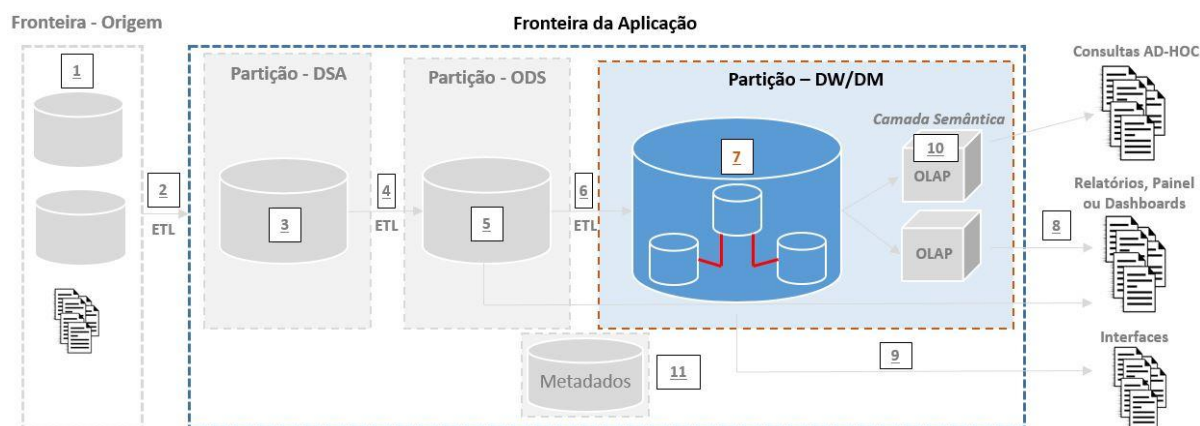 Fronteira - Origem
Fronteira da Aplicação
1
Partição - DSA
Partição - ODS
Partição – DW/DM
Consultas AD-HOC
Camada Semântica
7
10
OLAP
2
ETL
3
4
ETL
5
6
ETL
OLAP
8
Relatórios, Painel
ou Dashboards
9
Interfaces
Metadados
11